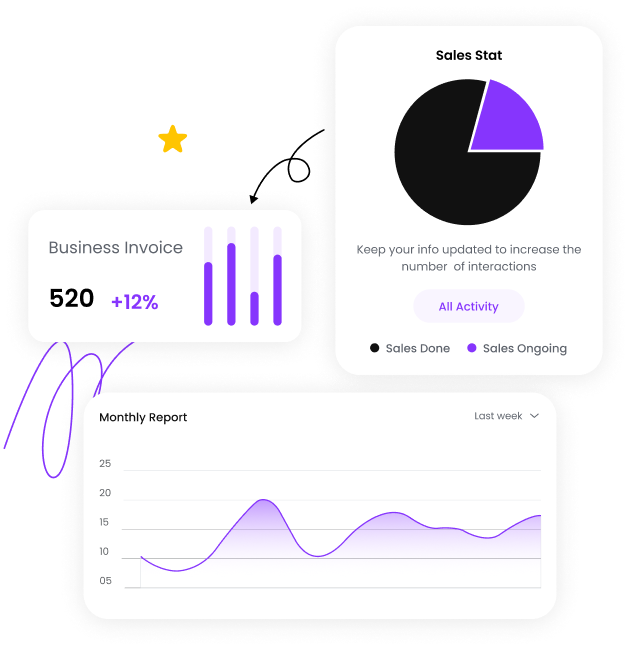 Sales Stat
Keep your info updated to increase the
number of interactions
All Activity
Sales Done
Sales Ongoing
Business Invoice
520
+12%
Monthly Report
Last week
25
20
15
10
05